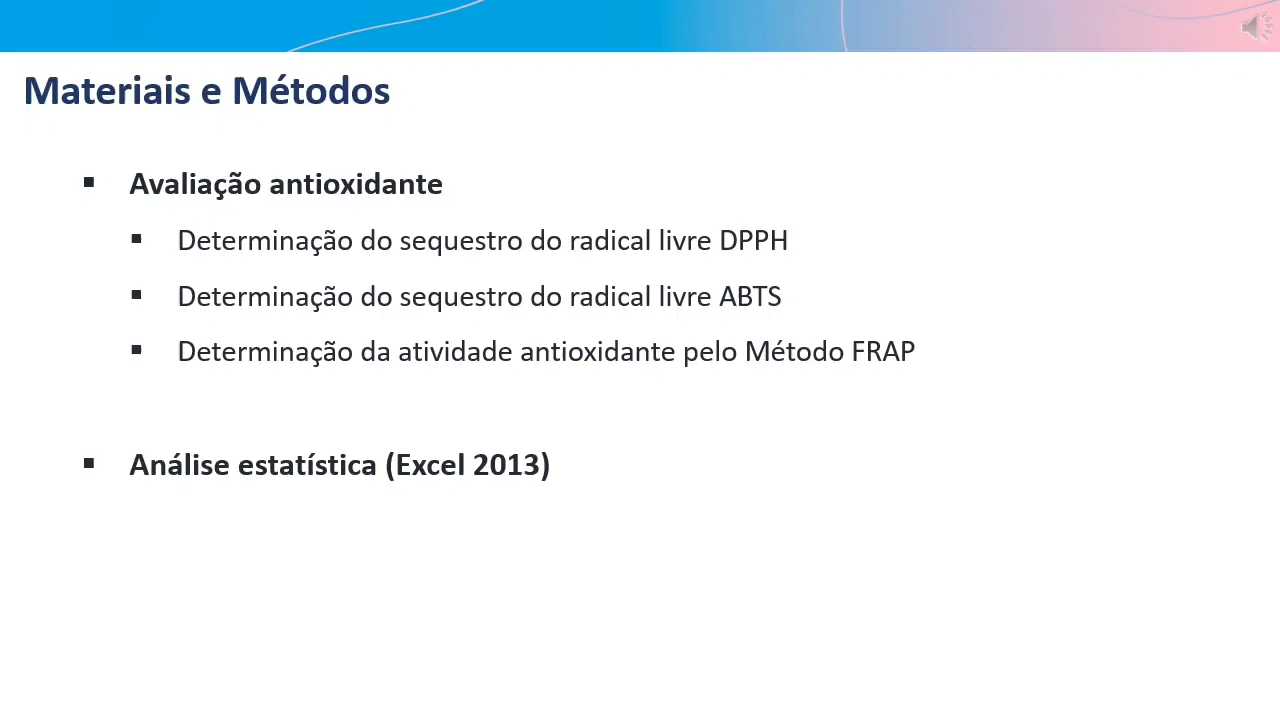 Materiais e Métodos
▪ Avaliação antioxidante
▪ Determinação do sequestro do radical livre DPPH
▪ Determinação do sequestro do radical livre ABTS
▪ Determinação da atividade antioxidante pelo Método FRAP
▪ Análise estatística (Excel 2013)